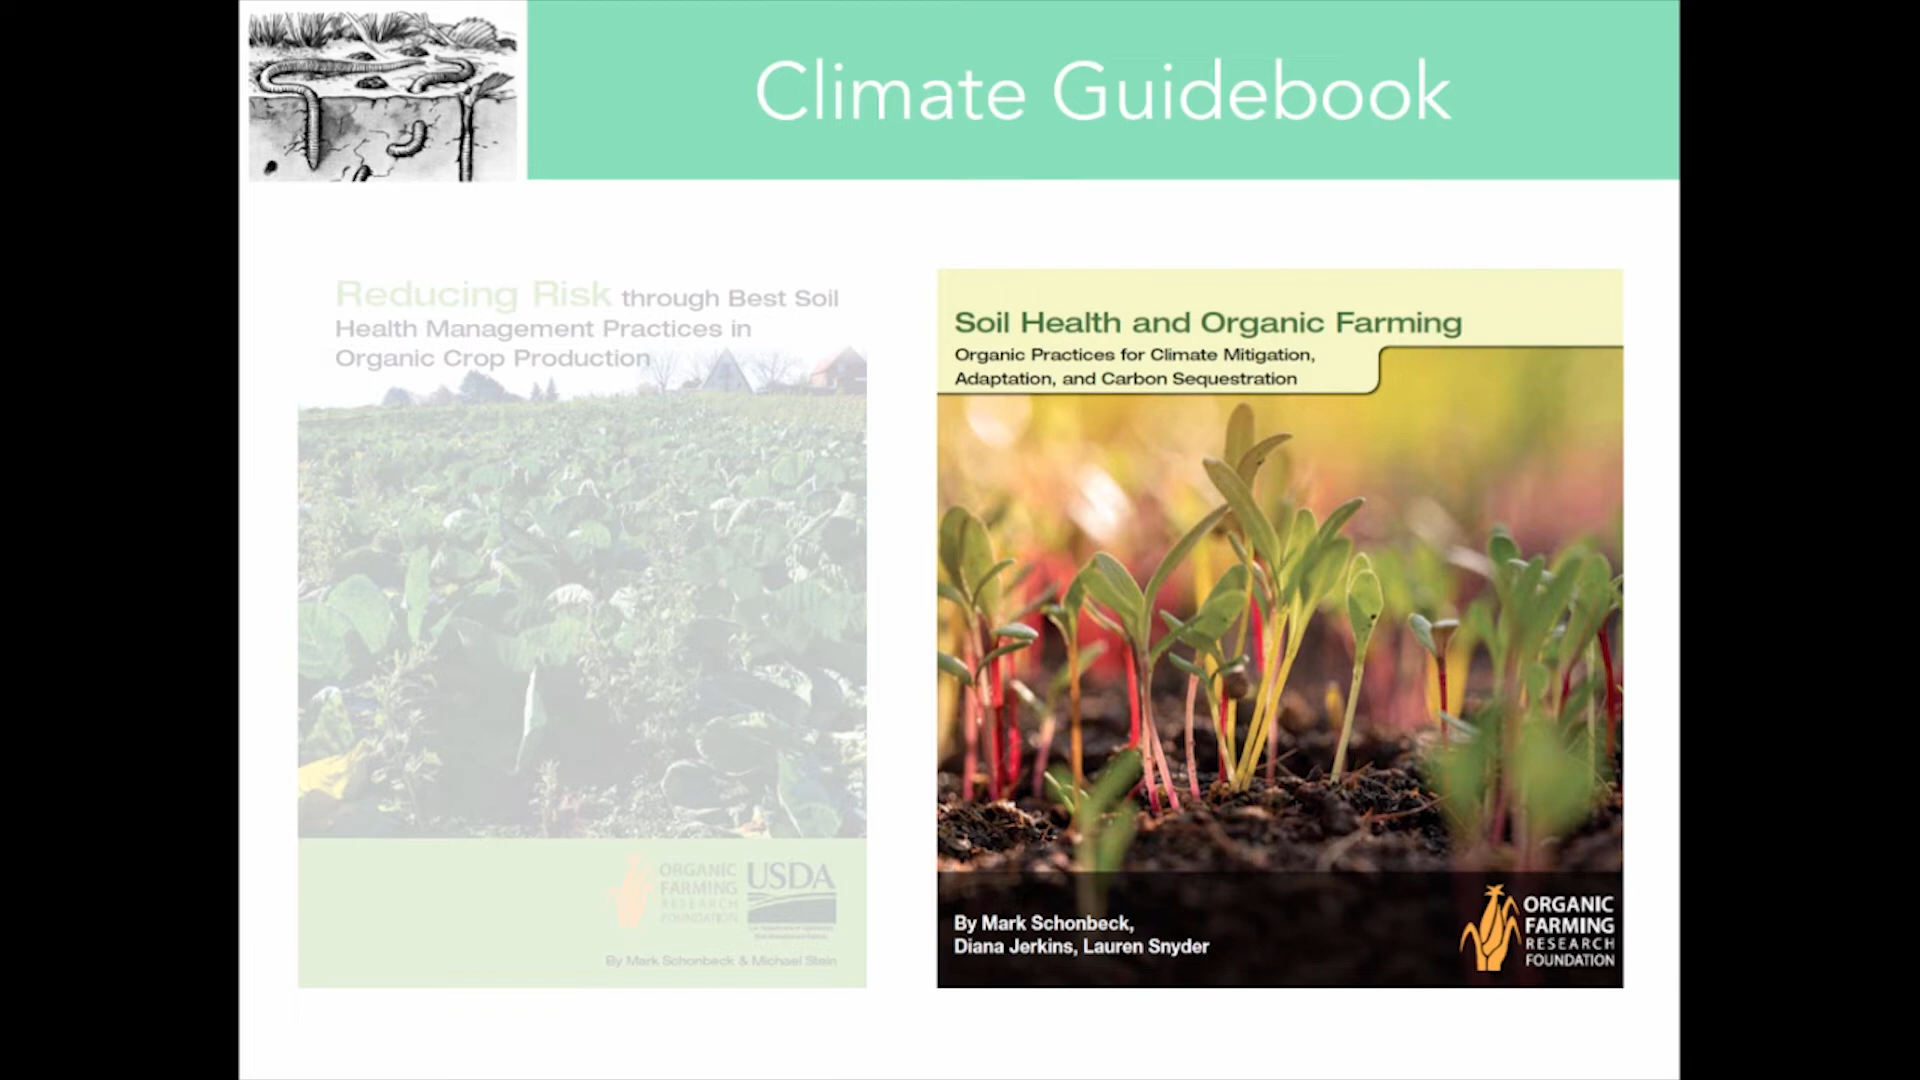 Climate Guidebook
Reducing Risk through Best Soil
Health Management Practices in
Organic Crop Production
ORGANIC
FARMING
RESEARCH
FOUNDATION
USDA
By Mark Schonbeck & Michael Stein
Soil Health and Organic Farming
Organic Practices for Climate Mitigation,
Adaptation, and Carbon Sequestration
By Mark Schonbeck,
Diana Jerkins, Lauren Snyder
ORGANIC
FARMING
RESEARCH
FOUNDATION